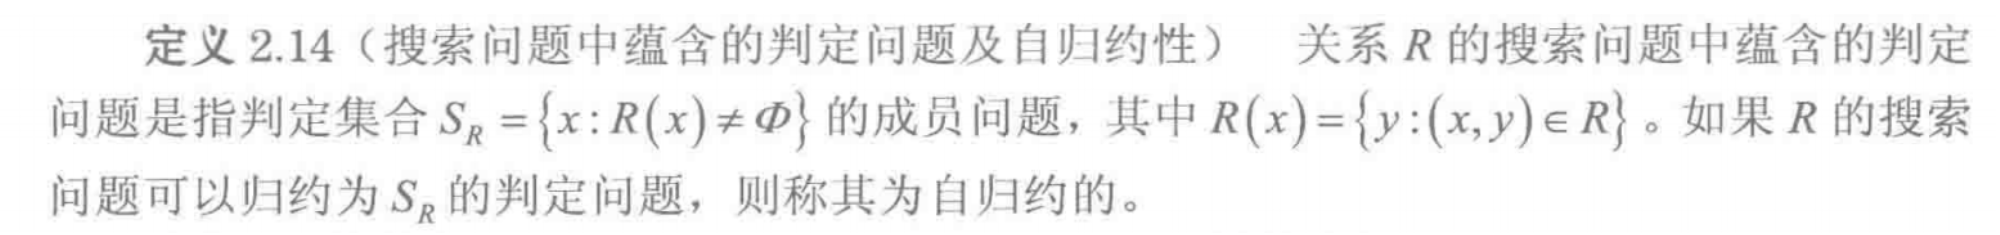 定义 2.14（搜索问题中蕴含的判定问题及自归约性） 关系 R 的搜索问题中蕴含的判定
问题是指判定集合 S_R = {x : R(x) ≠ Φ} 的成员问题，其中 R(x) = {y : (x, y) ∈ R} 。如果 R 的搜索
问题可以归约为 S_R 的判定问题，则称其为自归约的。